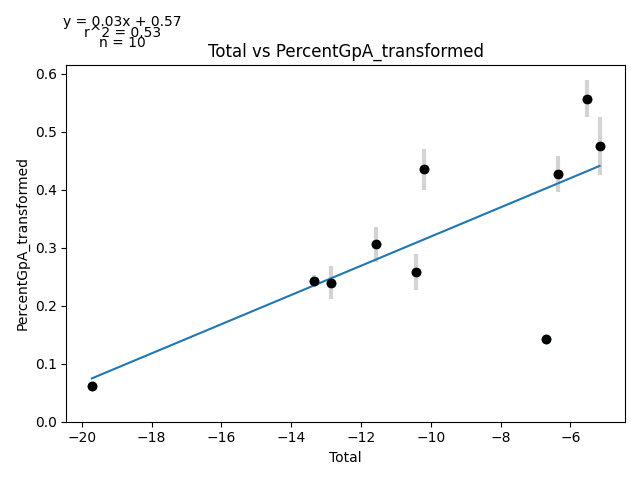 y = 0.03x + 0.57
r^2 = 0.53
n = 10
Total vs PercentGpA_transformed
PercentGpA_transformed
0.6
0.5
0.4
0.3
0.2
0.1
0.0
−20 −18 −16 −14 −12 −10 −8 −6
Total